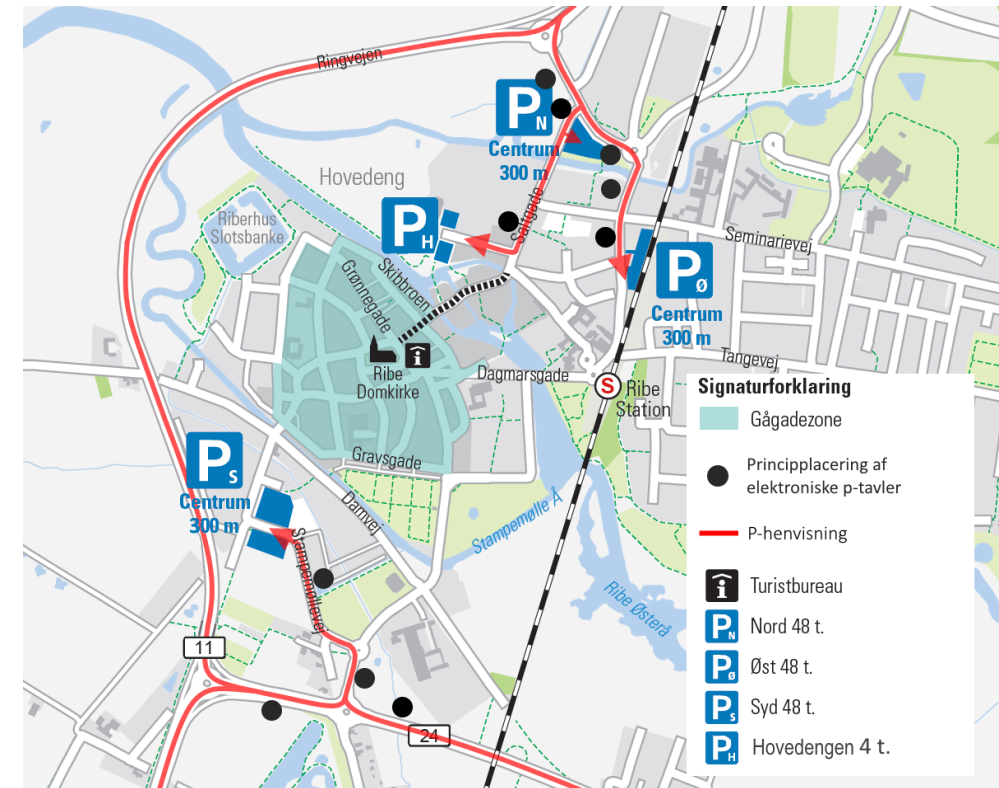 Ringvejen
P N
Centrum
300 m
Hovedeng
P H
Saltgade
Riberhus
Slotsbanke
Seminarievej
Skibbroen
Grønnegade
P Ø
Centrum
300 m
Tangevej
Ribe
Domkirke
Dagmarsgade
S
Ribe
Station
Gravsgade
P S
Centrum
300 m
Damvej
Stampemølle Å
Stampemøllevej
Ribe Østerå
11
24
Signaturforklaring
Gågadezone
Principplacering af
elektroniske p-tavler
P-henvisning
Turistbureau
P N Nord 48 t.
P Ø Øst 48 t.
P S Syd 48 t.
P H Hovedengen 4 t.